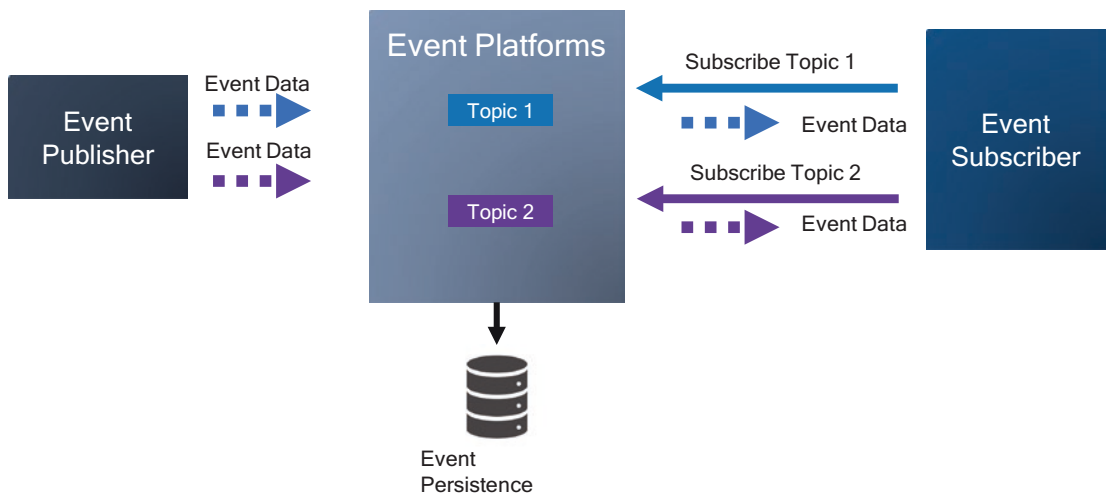 Event Platforms
Event Data
Event
Publisher
Event Data
Topic 1
Topic 2
Subscribe Topic 1
Event Data
Subscribe Topic 2
Event Data
Event
Subscriber
Event
Persistence